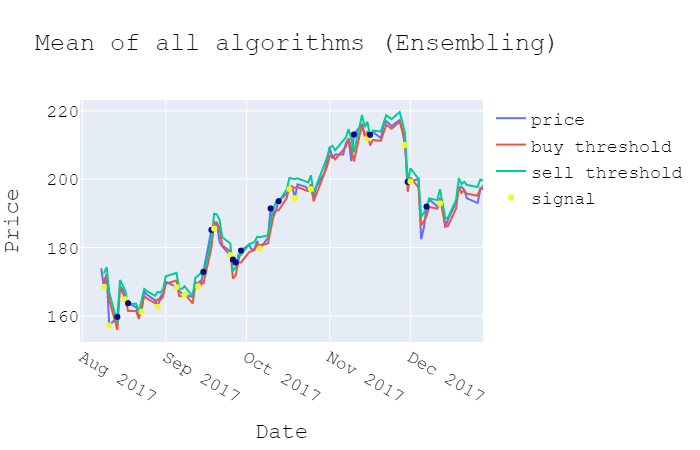 Mean of all algorithms (Ensembling)
Price
220
200
180
160
Aug 2017
Sep 2017
Oct 2017
Nov 2017
Dec 2017
Date
price
buy threshold
sell threshold
signal